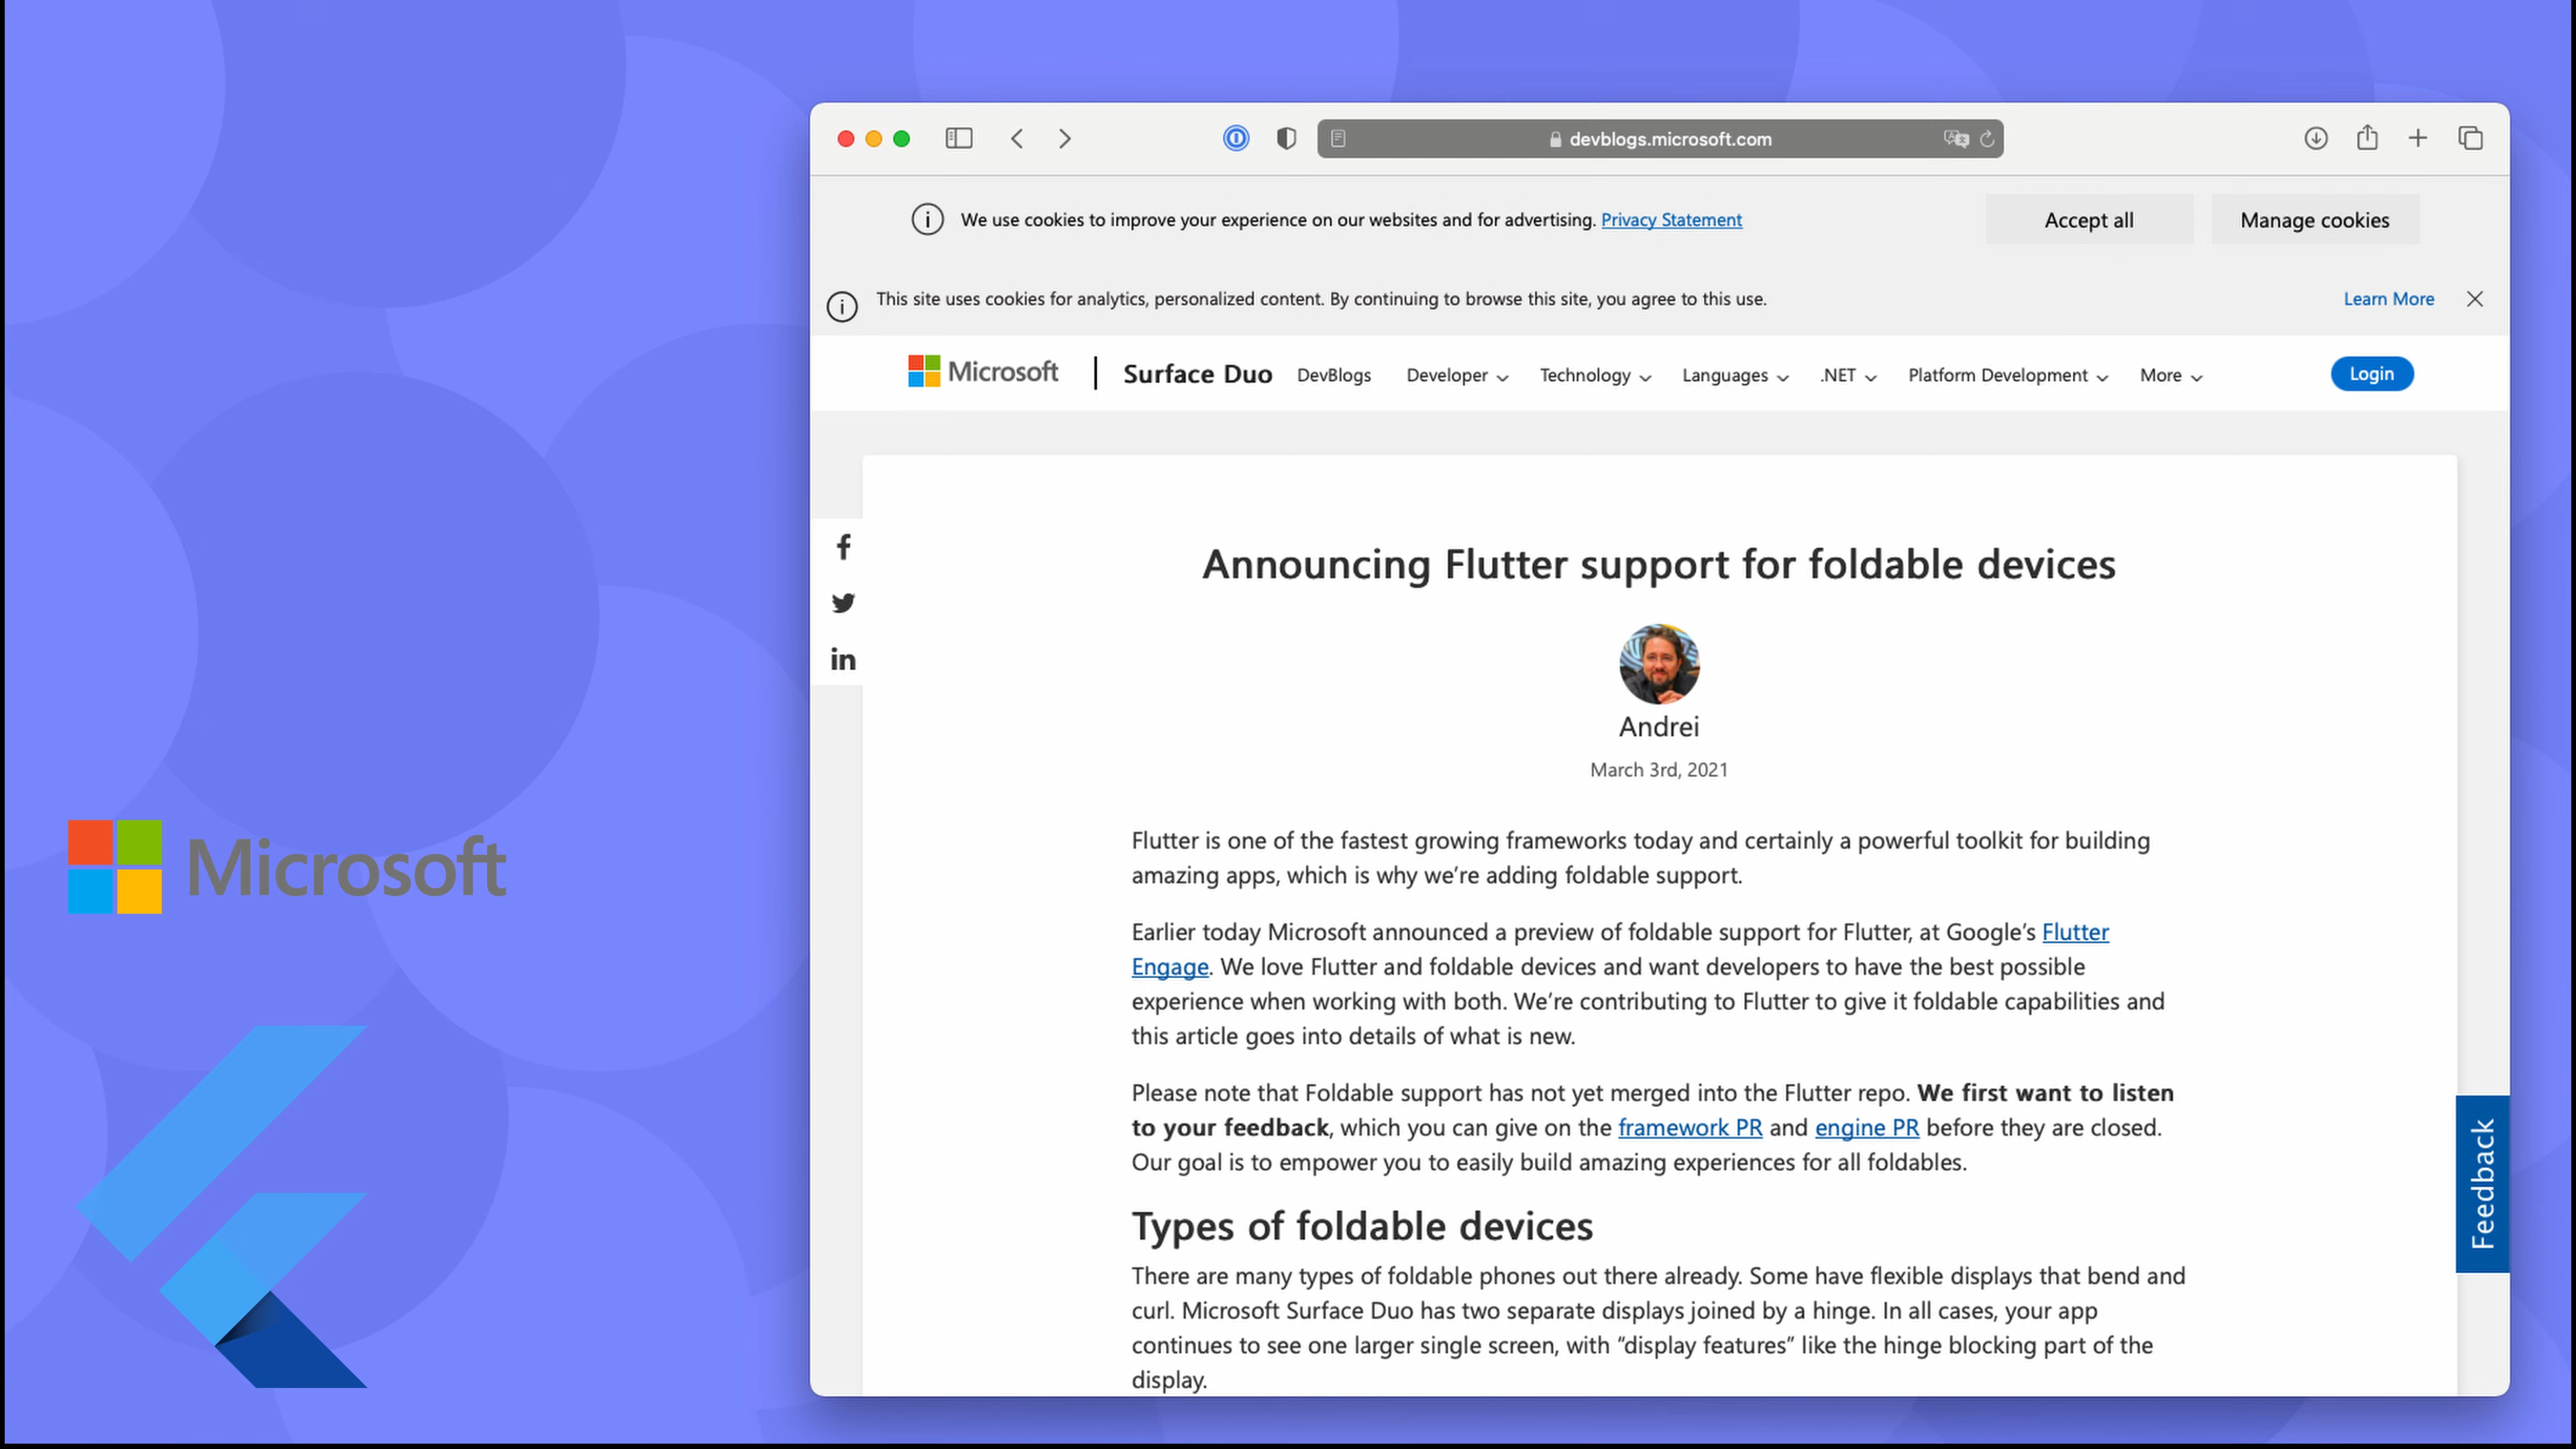 devblogs.microsoft.com
We use cookies to improve your experience on our websites and for advertising. Privacy Statement
Accept all
Manage cookies
This site uses cookies for analytics, personalized content. By continuing to browse this site, you agree to this use.
Learn More
Microsoft
Surface Duo
DevBlogs
Developer
Technology
Languages
.NET
Platform Development
More
Login
Announcing Flutter support for foldable devices
Andrei
March 3rd, 2021
Flutter is one of the fastest growing frameworks today and certainly a powerful toolkit for building
amazing apps, which is why we’re adding foldable support.
Earlier today Microsoft announced a preview of foldable support for Flutter, at Google’s Flutter
Engage. We love Flutter and foldable devices and want developers to have the best possible
experience when working with both. We’re contributing to Flutter to give it foldable capabilities and
this article goes into details of what is new.
Please note that Foldable support has not yet merged into the Flutter repo. We first want to listen
to your feedback, which you can give on the framework PR and engine PR before they are closed.
Our goal is to empower you to easily build amazing experiences for all foldables.
Types of foldable devices
There are many types of foldable phones out there already. Some have flexible displays that bend and
curl. Microsoft Surface Duo has two separate displays joined by a hinge. In all cases, your app
continues to see one larger single screen, with “display features” like the hinge blocking part of the
display.
Feedback
Microsoft